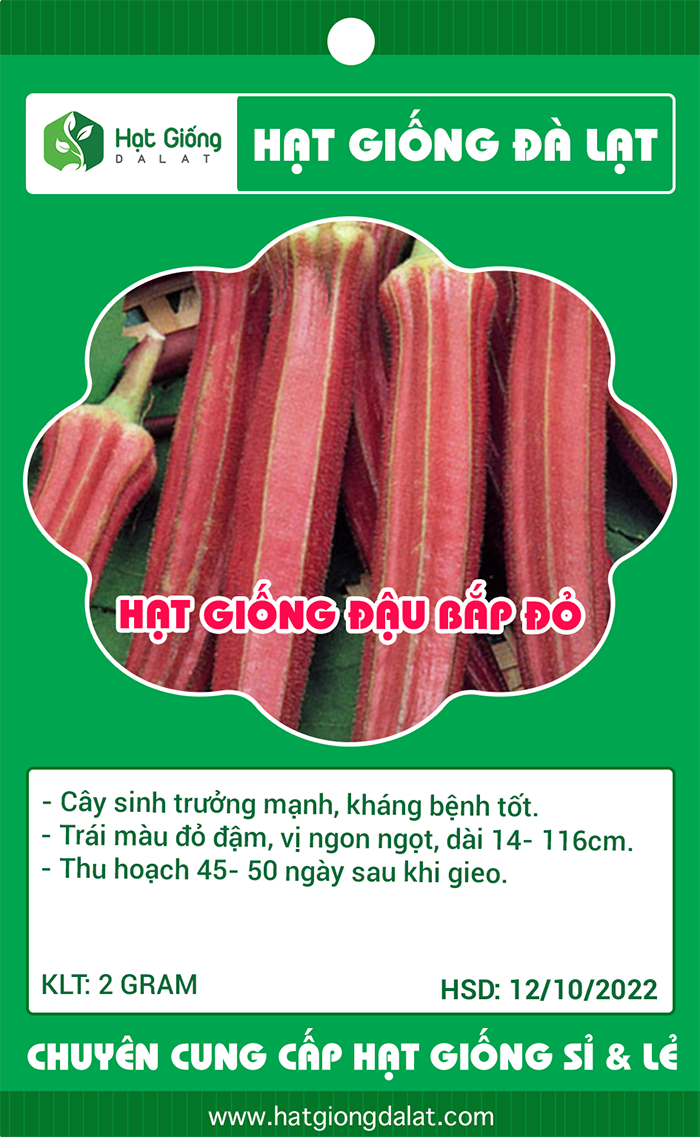 Hạt Giống
DALAT
HẠT GIỐNG ĐÀ LẠT
HẠT GIỐNG ĐẬU BẮP ĐỎ
- Cây sinh trưởng mạnh, kháng bệnh tốt.
- Trái màu đỏ đậm, vị ngon ngọt, dài 14- 116cm.
- Thu hoạch 45- 50 ngày sau khi gieo.
KLT: 2 GRAM
HSD: 12/10/2022
CHUYÊN CUNG CẤP HẠT GIỐNG SỈ & LẺ
www.hatgiongdalat.com